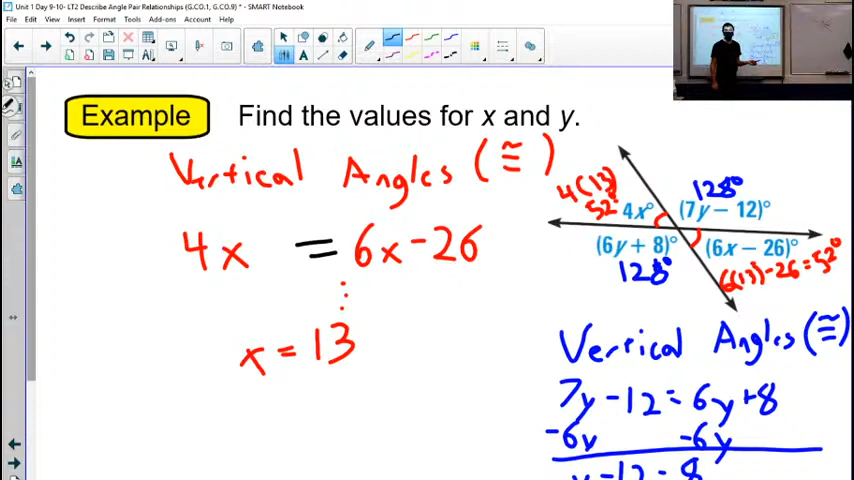 Unit 1 Day 9-10- LT2 Describe Angle Pair Relationships (G.CO.1, G.CO.9) * - SMART Notebook
File Edit View Insert Format Tools Add-ons Account Help
Example Find the values for x and y.
Vertical Angles (≅)
4x = 6x-26
⋮
x = 13
4(13)
52°
4x°
128°
(7y − 12)°
(6y + 8)°
128°
(6x − 26)°
6(13)-26=52°
Vertical Angles (≅)
7y -12 = 6y +8
-6y -6y
y -12 = 8